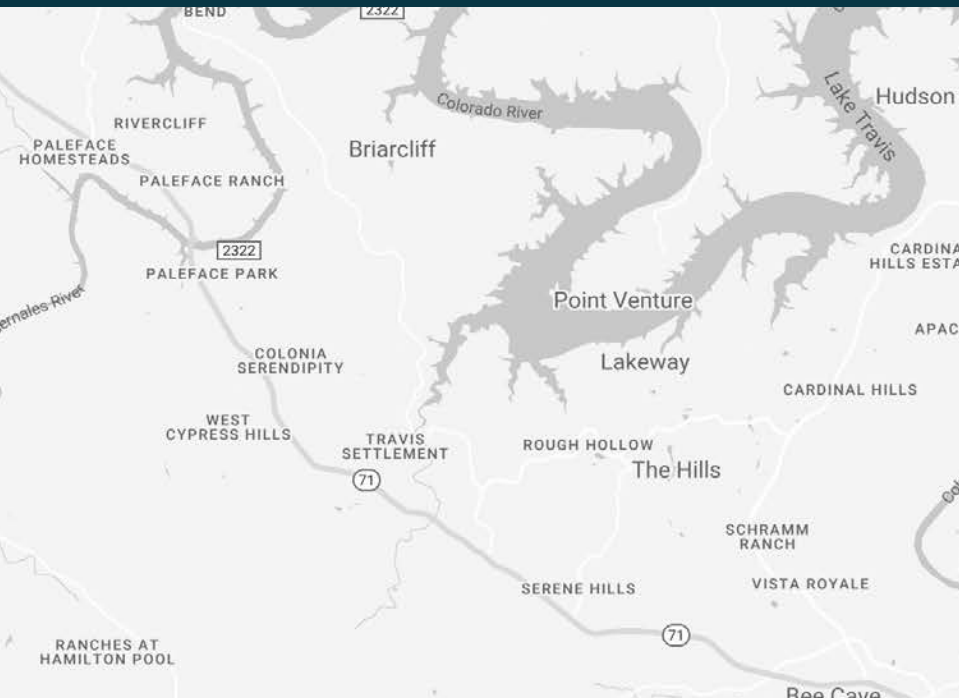 BEND
2322
Colorado River
Lake Travis
Hudson
RIVERCLIFF
PALEFACE
HOMESTEADS
Briarcliff
PALEFACE RANCH
2322
PALEFACE PARK
CARDINA
HILLS ESTA
ernales River
Point Venture
APAC
COLONIA
SERENDIPITY
Lakeway
CARDINAL HILLS
WEST
CYPRESS HILLS
TRAVIS
SETTLEMENT
ROUGH HOLLOW
The Hills
71
Col
SCHRAMM
RANCH
SERENE HILLS
VISTA ROYALE
71
RANCHES AT
HAMILTON POOL
Bee Cave